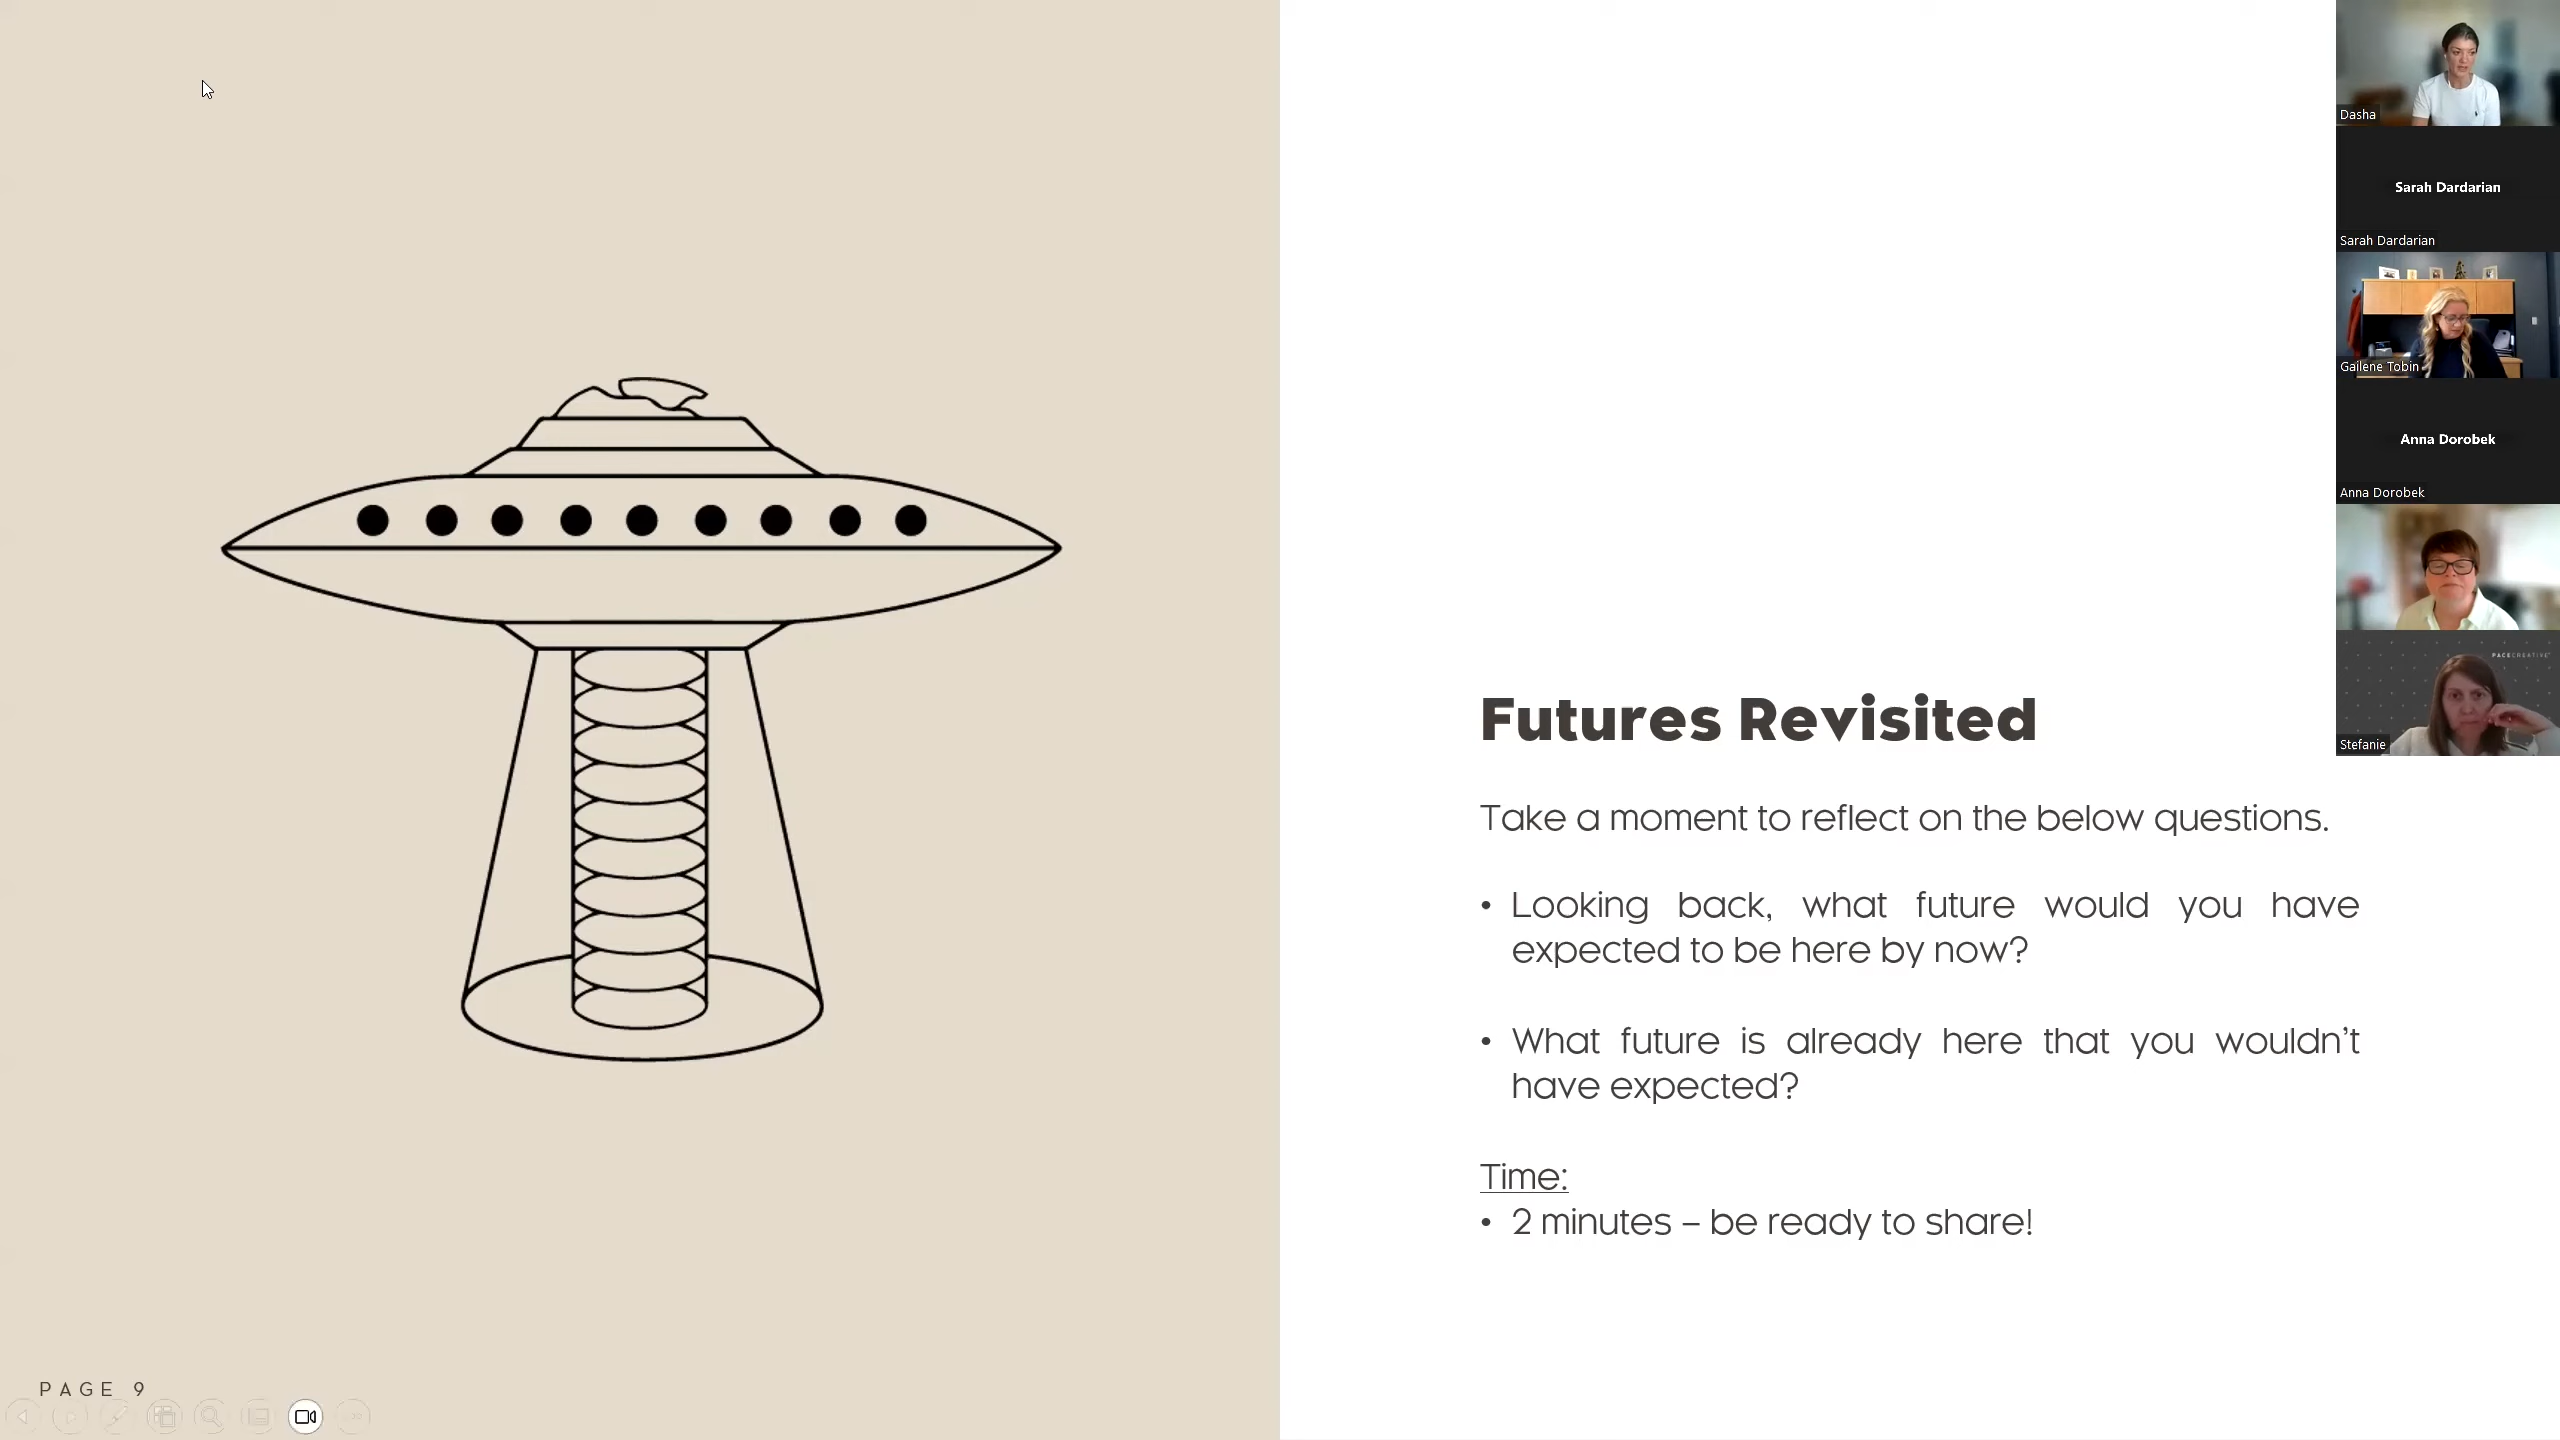 Futures Revisited
Take a moment to reflect on the below questions.
• Looking back, what future would you have
expected to be here by now?
• What future is already here that you wouldn't
have expected?
Time:
• 2 minutes – be ready to share!
PAGE 9
Dasha
Sarah Dardarian
Sarah Dardarian
Gailene Tobin
Anna Dorobek
Anna Dorobek
PACECREATIVE
Stefanie